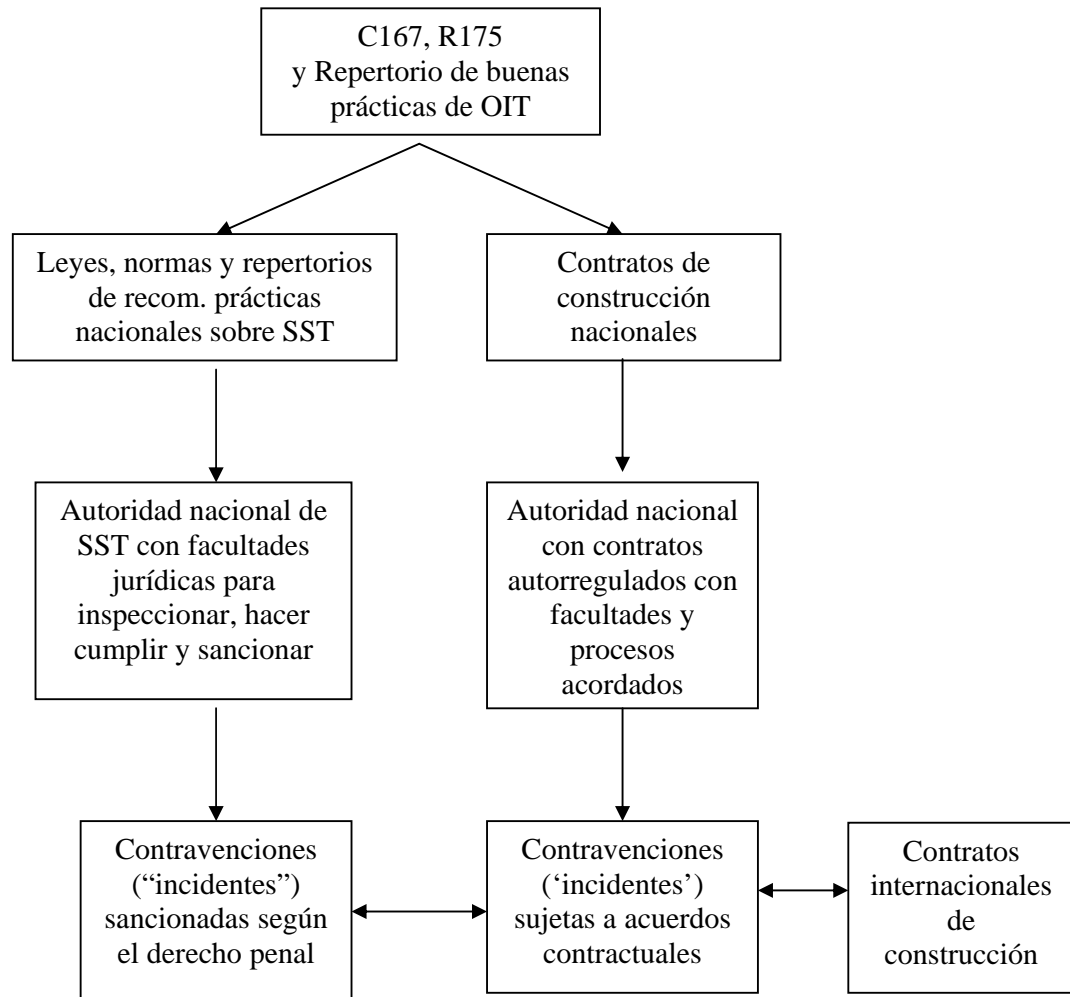 C167, R175
y Repertorio de buenas
prácticas de OIT
Leyes, normas y repertorios
de recom. prácticas
nacionales sobre SST
Contratos de
construcción
nacionales
Autoridad nacional de
SST con facultades
jurídicas para
inspeccionar, hacer
cumplir y sancionar
Autoridad nacional
con contratos
autorregulados con
facultades y
procesos
acordados
Contravenciones
(“incidentes”)
sancionadas según
el derecho penal
Contravenciones
(‘incidentes’)
sujetas a acuerdos
contractuales
Contratos
internacionales
de
construcción